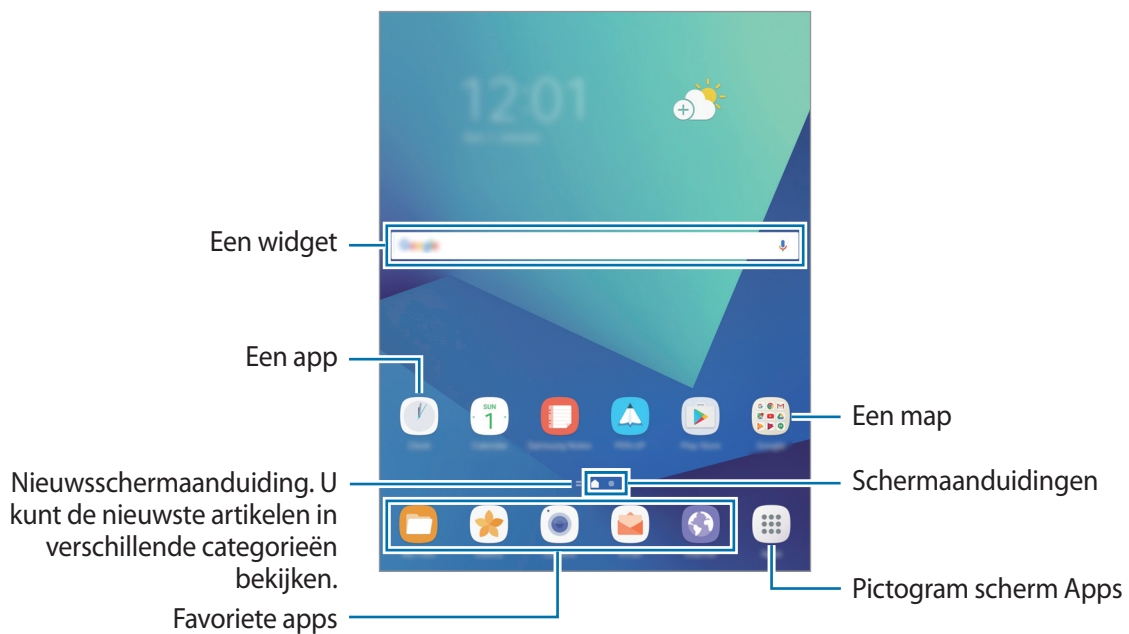 12:01
Google
Een widget
Een app
SUN
1
Een map
Nieuwsschermaanduiding. U
kunt de nieuwste artikelen in
verschillende categorieën
bekijken.
Schermaanduidingen
Favoriete apps
Pictogram scherm Apps